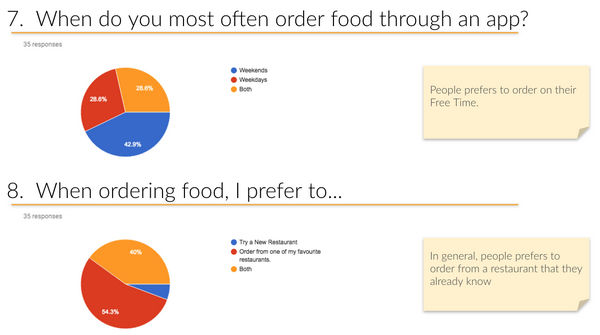 7. When do you most often order food through an app?
35 responses
Weekends
Weekdays
Both
28.6%
28.6%
42.9%
People prefers to order on their
Free Time.
8. When ordering food, I prefer to...
35 responses
Try a New Restaurant
Order from one of my favourite
restaurants.
Both
40%
54.3%
In general, people prefers to
order from a restaurant that they
already know